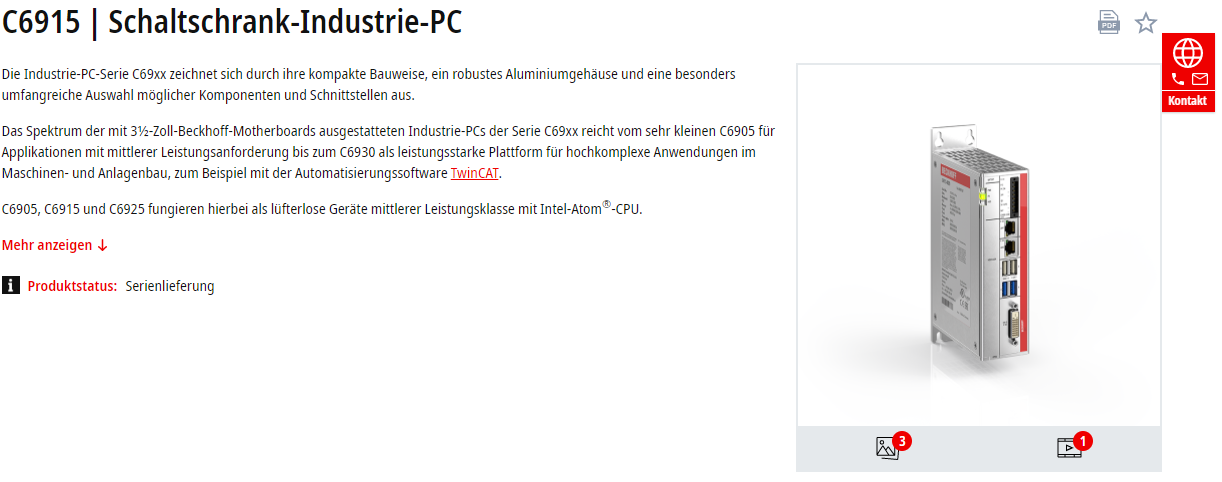 C6915 | Schaltschrank-Industrie-PC
PDF
Die Industrie-PC-Serie C69xx zeichnet sich durch ihre kompakte Bauweise, ein robustes Aluminiumgehäuse und eine besonders
umfangreiche Auswahl möglicher Komponenten und Schnittstellen aus.
Das Spektrum der mit 3½-Zoll-Beckhoff-Motherboards ausgestatteten Industrie-PCs der Serie C69xx reicht vom sehr kleinen C6905 für
Applikationen mit mittlerer Leistungsanforderung bis zum C6930 als leistungsstarke Plattform für hochkomplexe Anwendungen im
Maschinen- und Anlagenbau, zum Beispiel mit der Automatisierungssoftware TwinCAT.
C6905, C6915 und C6925 fungieren hierbei als lüfterlose Geräte mittlerer Leistungsklasse mit Intel-Atom®-CPU.
Mehr anzeigen ↓
Produktstatus: Serienlieferung
Kontakt
3
1